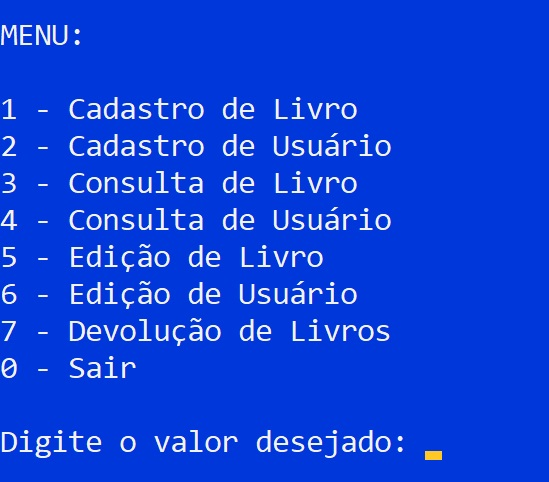 MENU:
1 - Cadastro de Livro
2 - Cadastro de Usuário
3 - Consulta de Livro
4 - Consulta de Usuário
5 - Edição de Livro
6 - Edição de Usuário
7 - Devolução de Livros
0 - Sair
Digite o valor desejado: